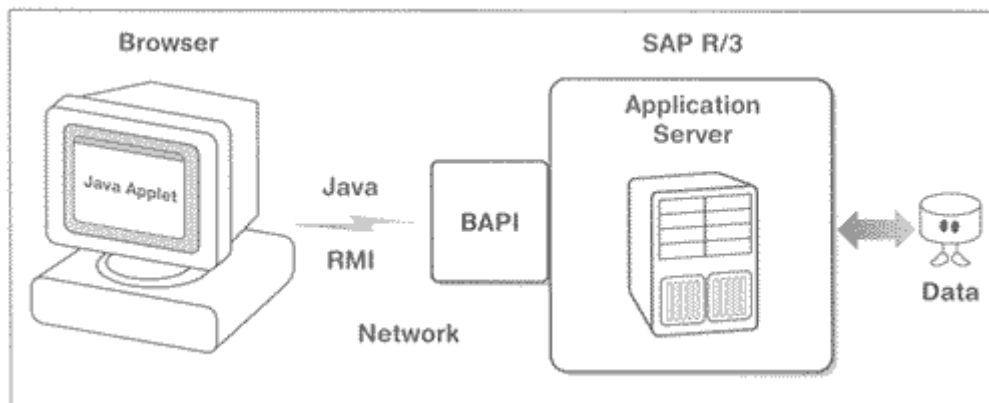 Browser
SAP R/3
Application
Server
Java Applet
Java
BAPI
RMI
Data
Network